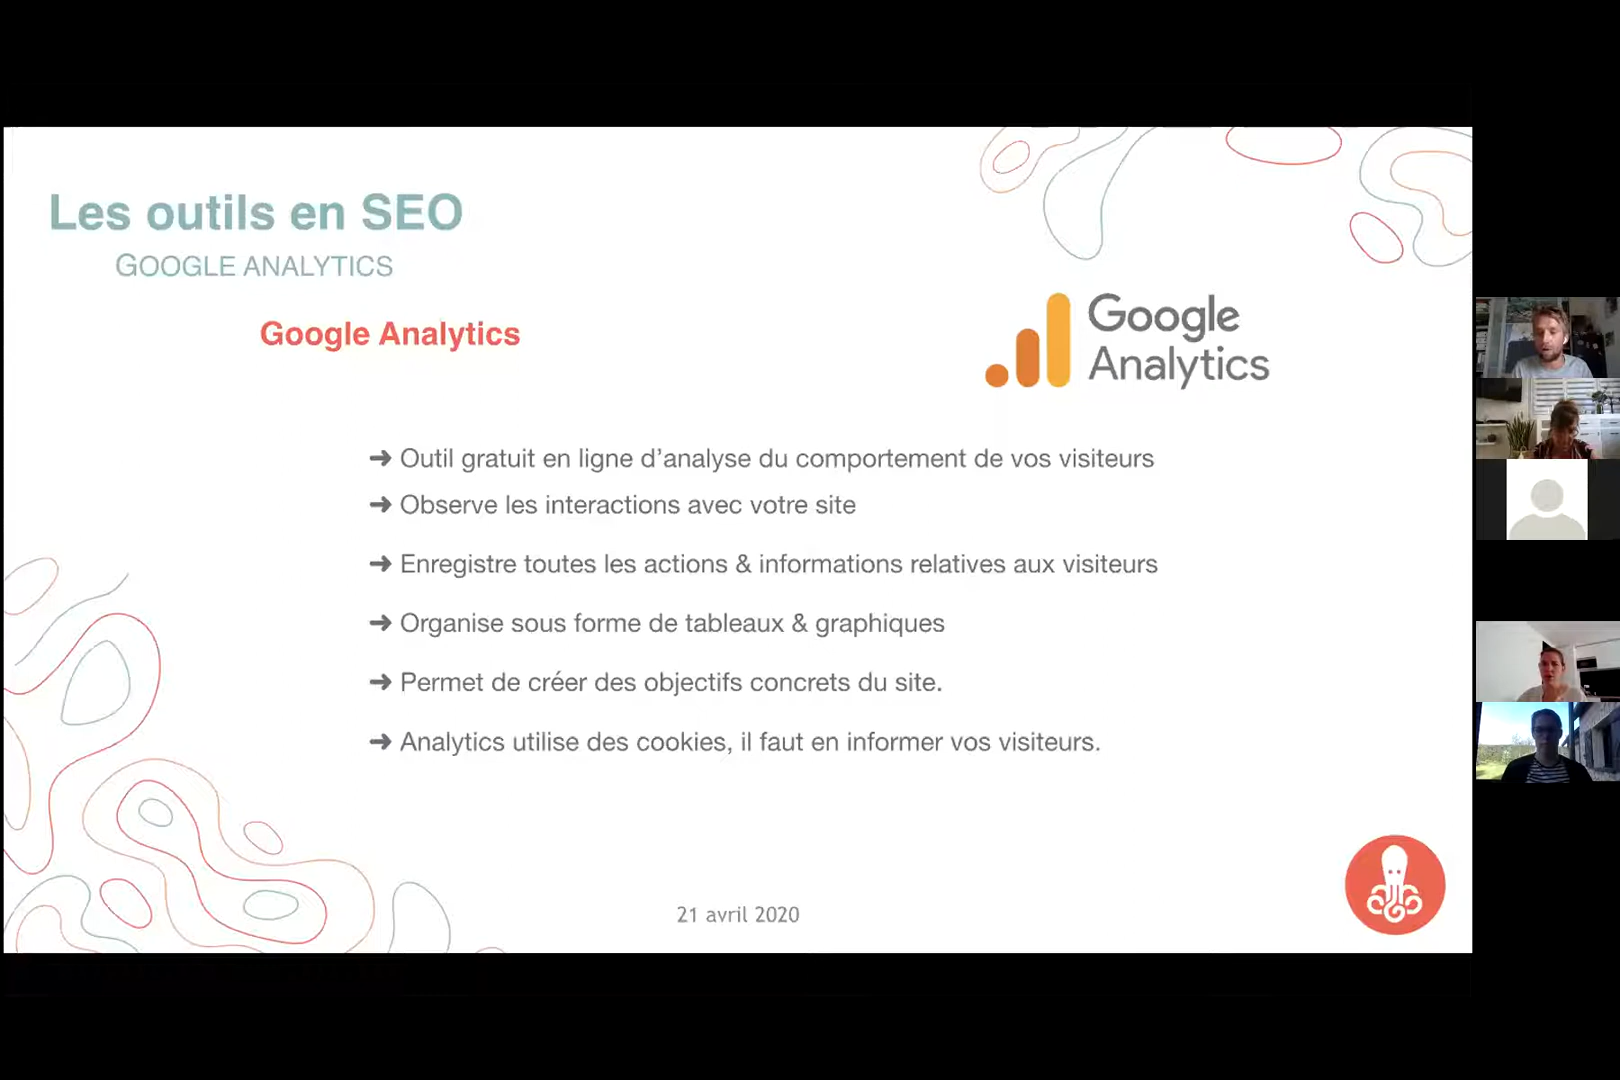 Les outils en SEO
GOOGLE ANALYTICS
Google Analytics
Google
Analytics
➜ Outil gratuit en ligne d’analyse du comportement de vos visiteurs
➜ Observe les interactions avec votre site
➜ Enregistre toutes les actions & informations relatives aux visiteurs
➜ Organise sous forme de tableaux & graphiques
➜ Permet de créer des objectifs concrets du site.
➜ Analytics utilise des cookies, il faut en informer vos visiteurs.
21 avril 2020